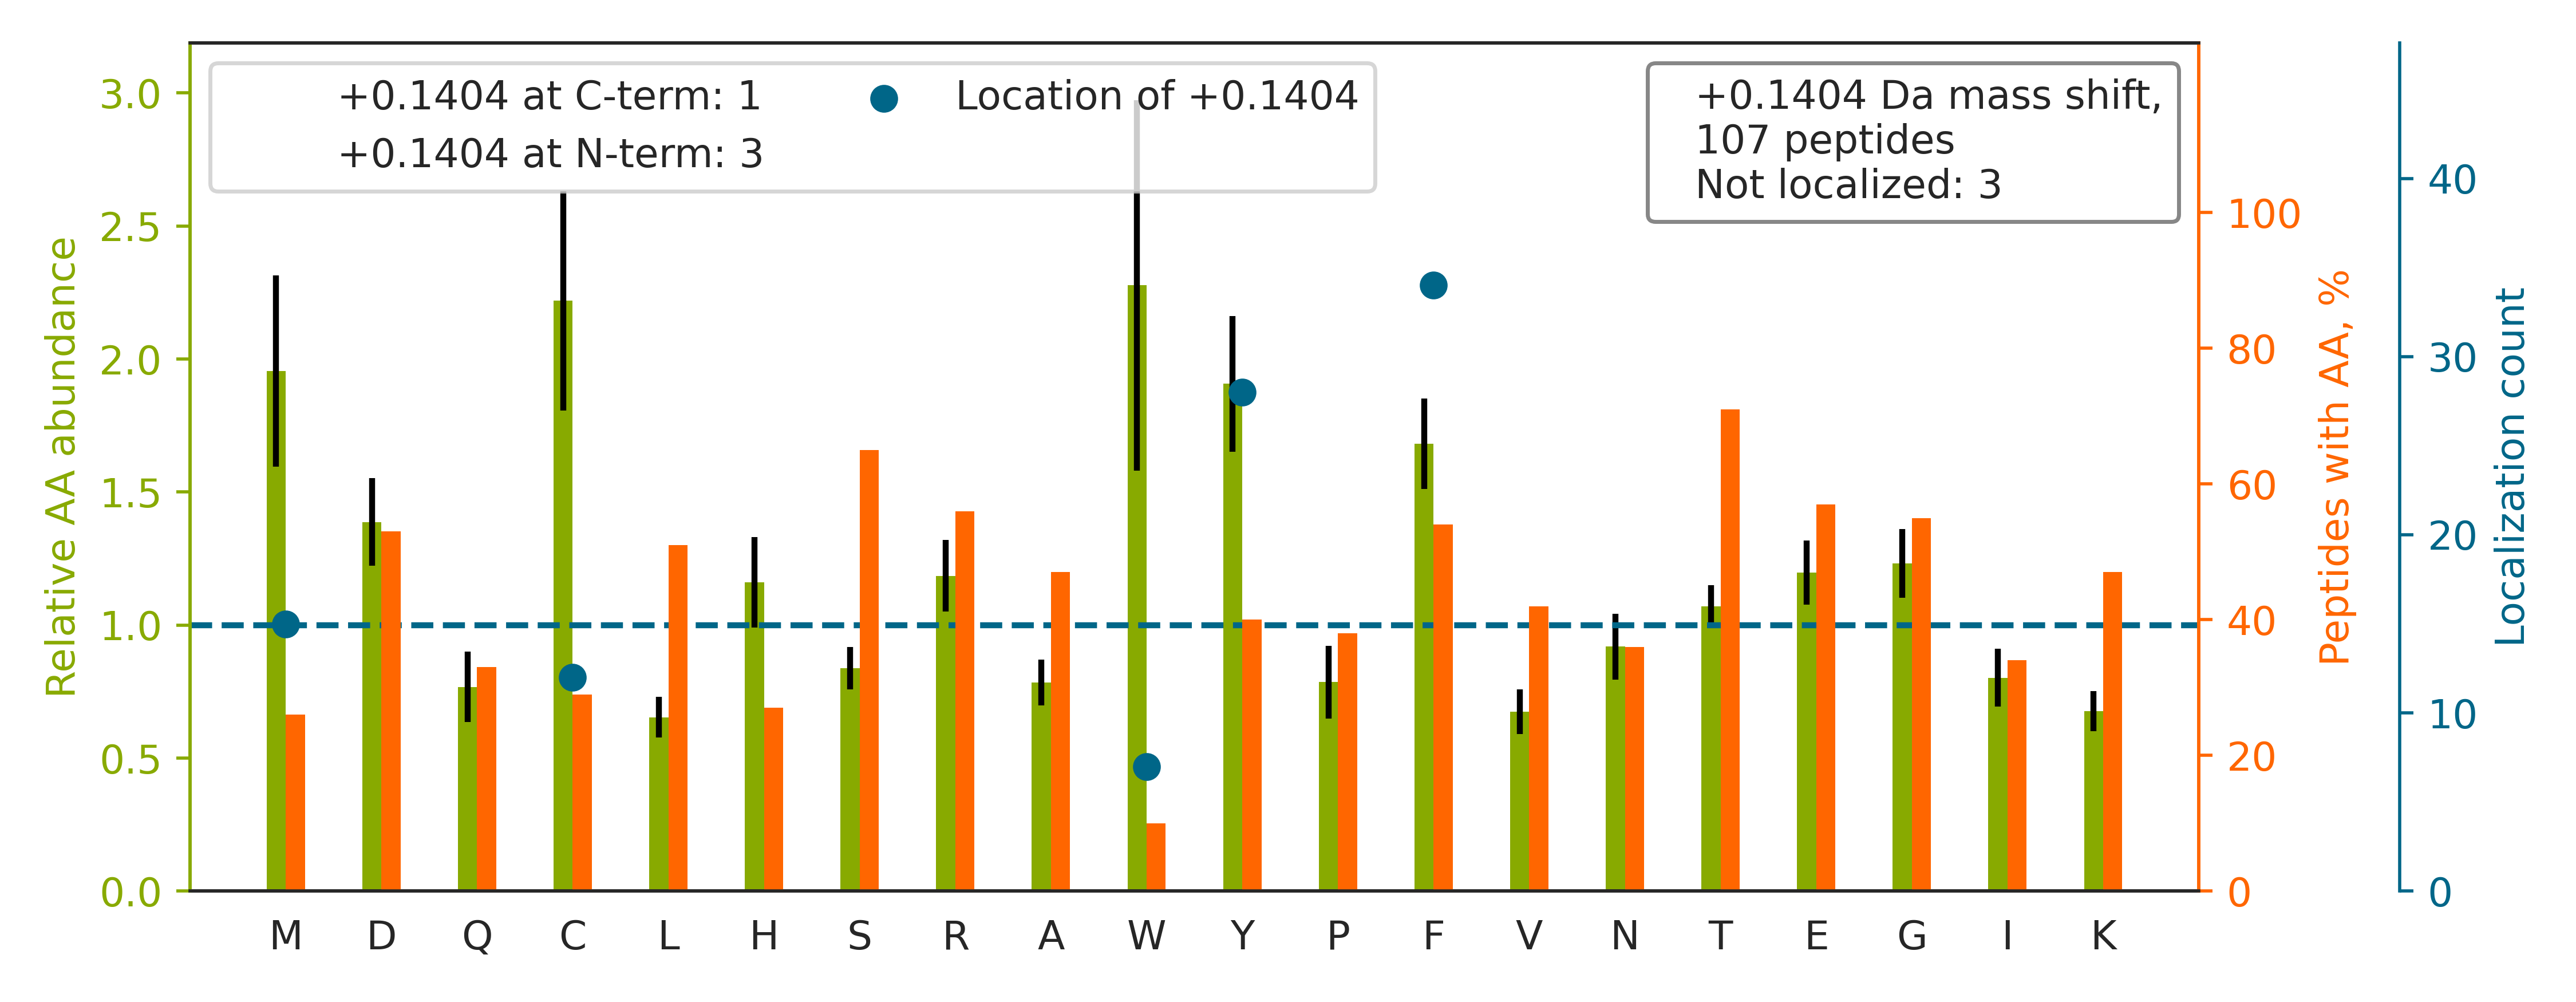 +0.1404 at C-term: 1
+0.1404 at N-term: 3
Location of +0.1404
+0.1404 Da mass shift,
107 peptides
Not localized: 3
Relative AA abundance
3.0
2.5
2.0
1.5
1.0
0.5
0.0
M D Q C L H S R A W Y P F V N T E G I K
100
80
60
40
20
0
Peptides with AA, %
40
30
20
10
0
Localization count